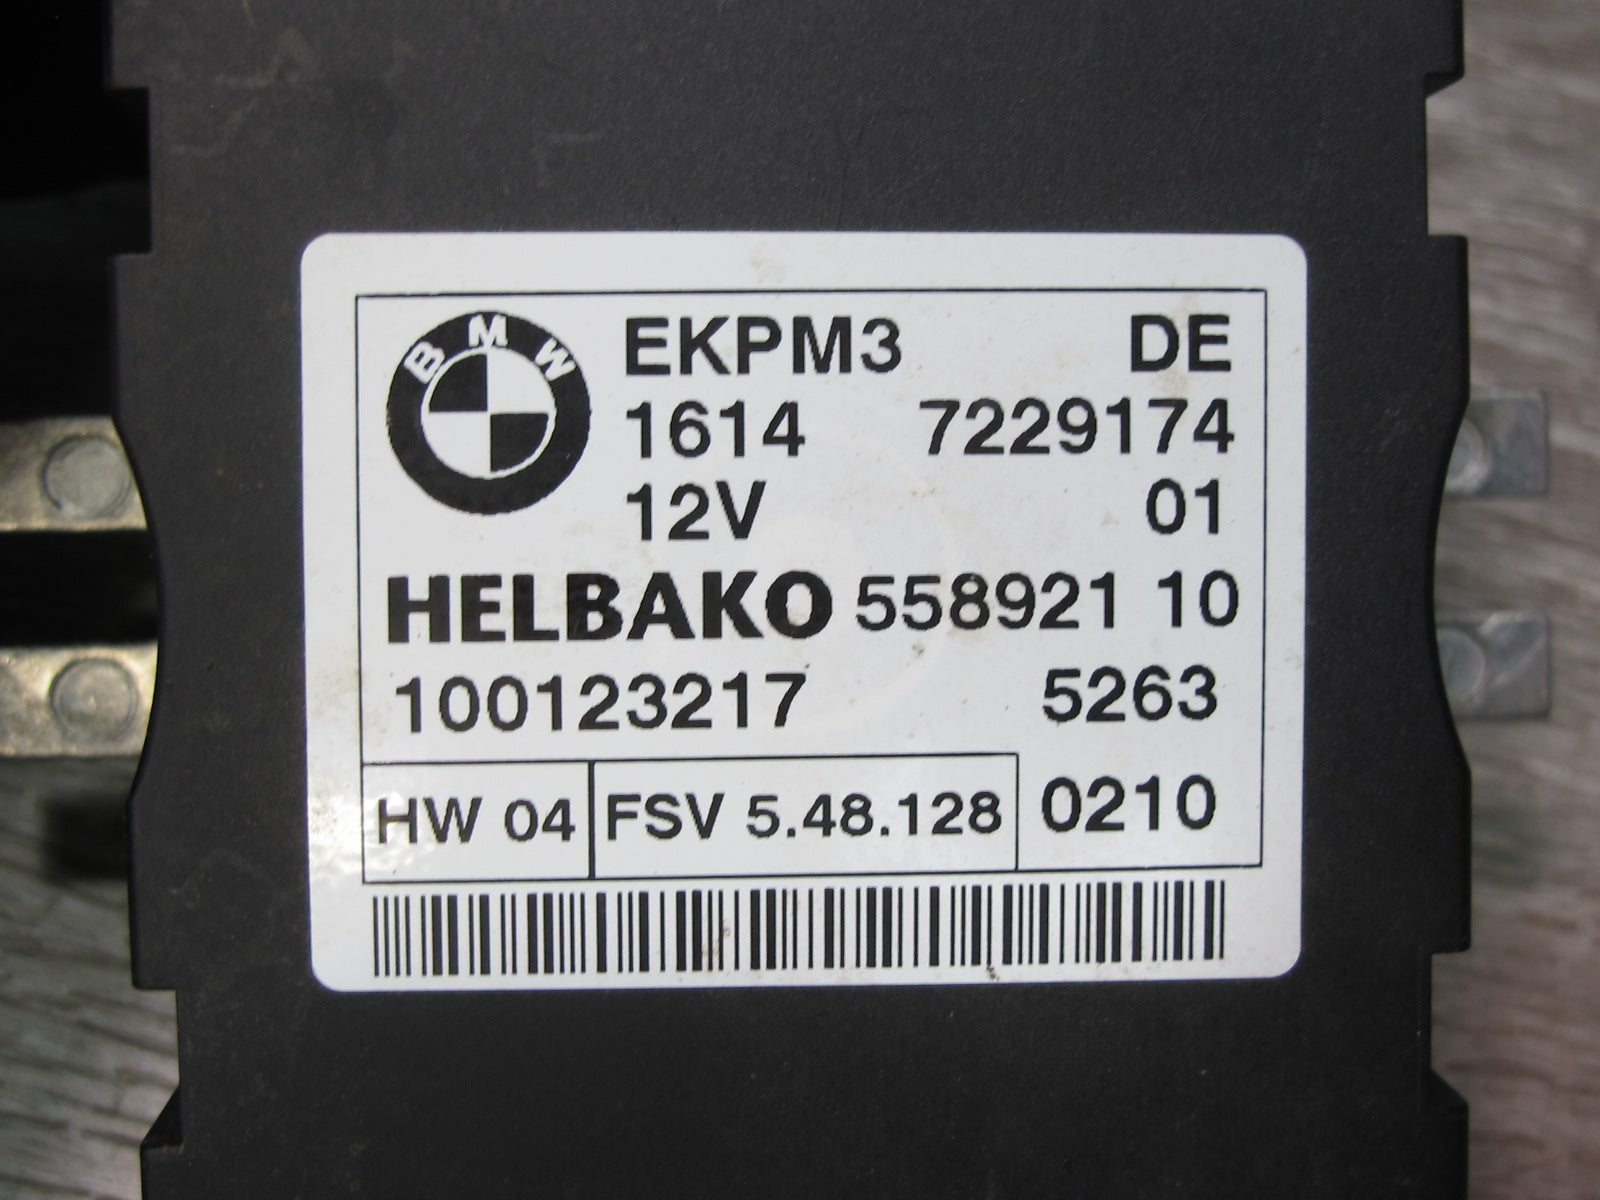 BMW
EKPM3 DE
1614 7229174
12V 01
HELBAKO 558921 10
100123217 5263
HW 04 FSV 5.48.128 0210